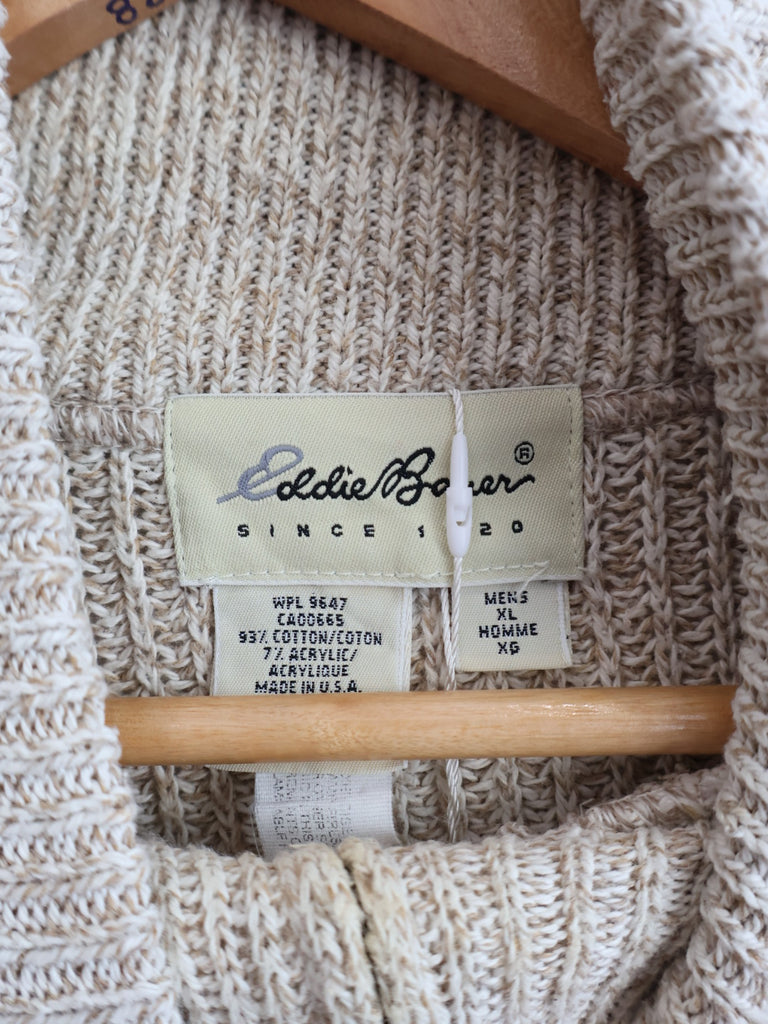 Eddie Bauer®
SINCE 1920
WPL 9647
CA00665
93% COTTON/COTON
7% ACRYLIC/
ACRYLIQUE
MADE IN U.S.A.
MENS
XL
HOMME
XG